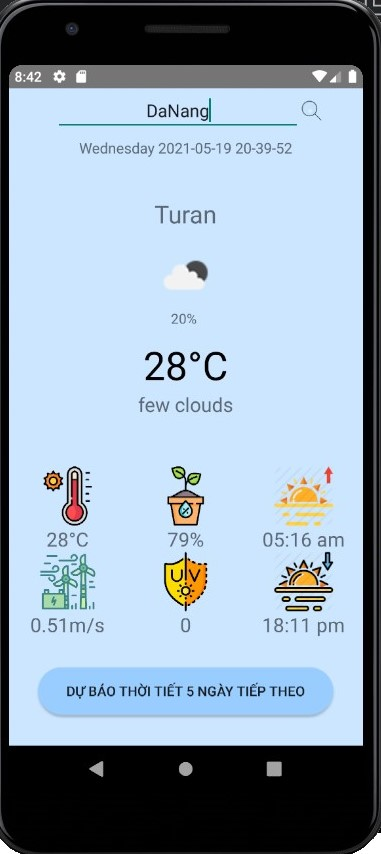 8:42
DaNang
Wednesday 2021-05-19 20-39-52
Turan
20%
28°C
few clouds
28°C
79%
05:16 am
UV
0.51m/s
0
18:11 pm
DỰ BÁO THỜI TIẾT 5 NGÀY TIẾP THEO